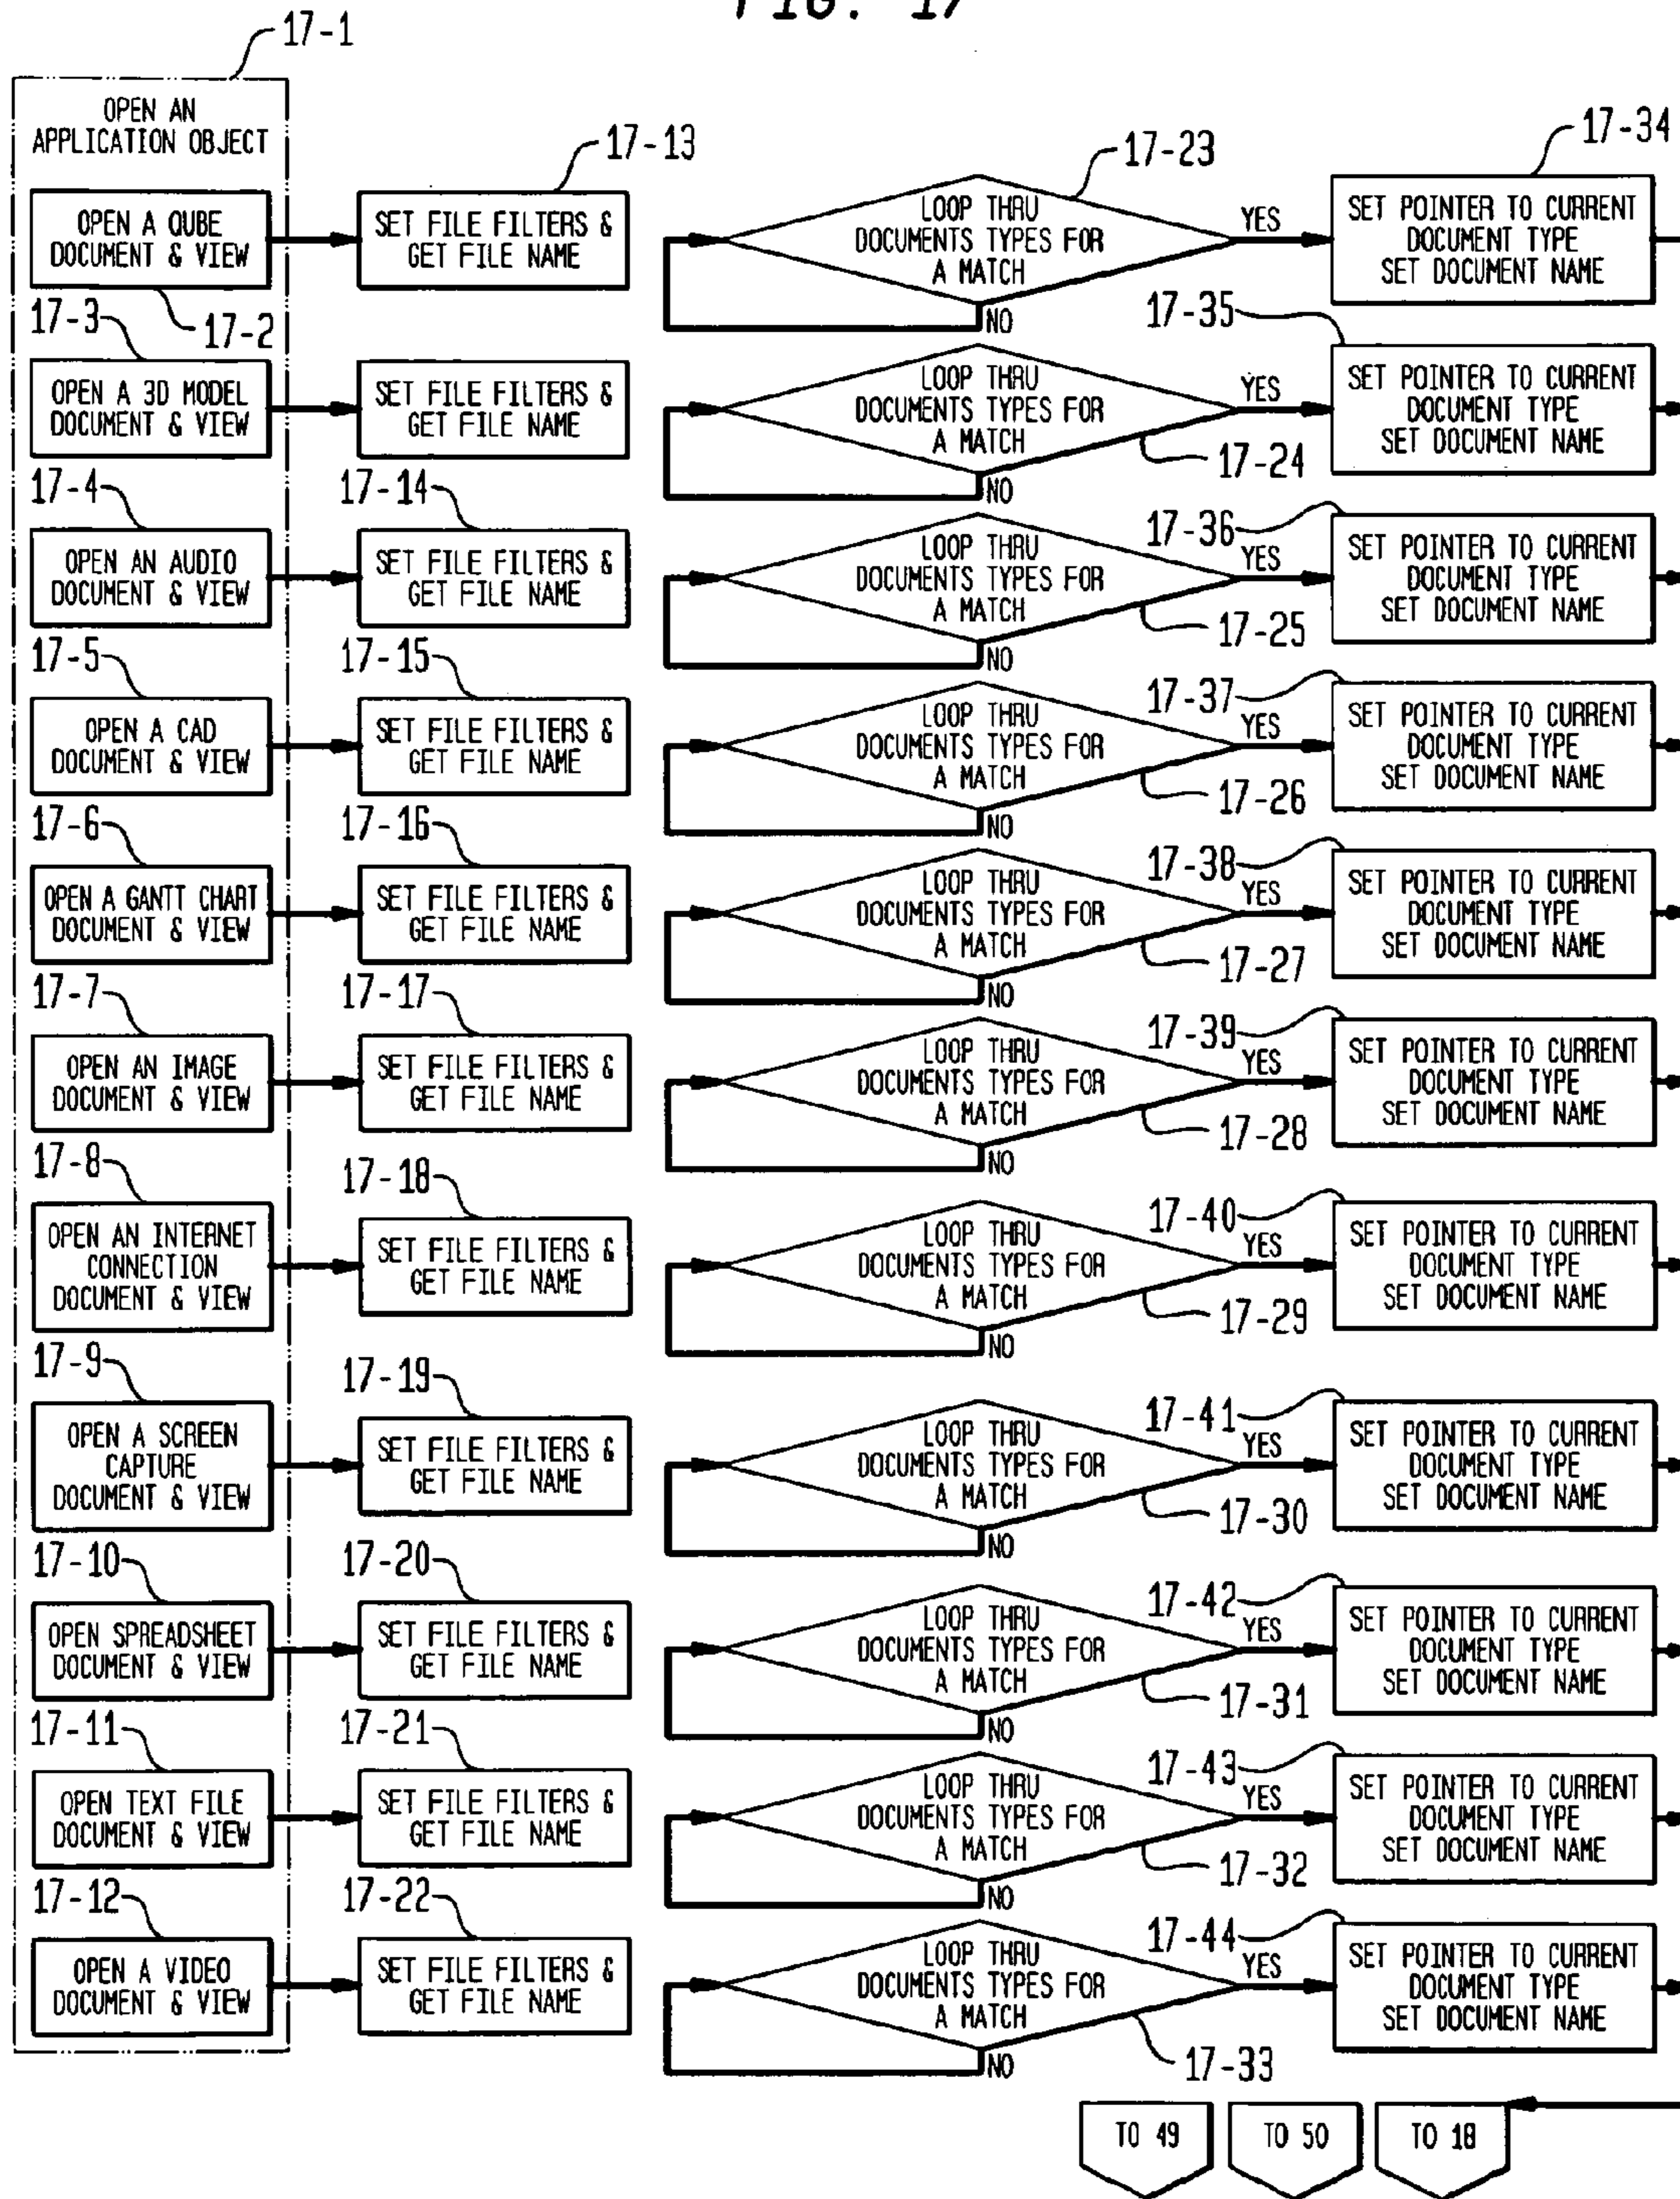 FIG. 17
17-1
OPEN AN
APPLICATION OBJECT
17-13
17-23
17-34
OPEN A QUBE
DOCUMENT & VIEW
SET FILE FILTERS &
GET FILE NAME
LOOP THRU
DOCUMENTS TYPES FOR
A MATCH
YES
NO
SET POINTER TO CURRENT
DOCUMENT TYPE
SET DOCUMENT NAME
17-3
17-2
17-35
OPEN A 3D MODEL
DOCUMENT & VIEW
SET FILE FILTERS &
GET FILE NAME
LOOP THRU
DOCUMENTS TYPES FOR
A MATCH
YES
17-24
NO
SET POINTER TO CURRENT
DOCUMENT TYPE
SET DOCUMENT NAME
17-4
17-14
17-36
OPEN AN AUDIO
DOCUMENT & VIEW
SET FILE FILTERS &
GET FILE NAME
LOOP THRU
DOCUMENTS TYPES FOR
A MATCH
YES
17-25
NO
SET POINTER TO CURRENT
DOCUMENT TYPE
SET DOCUMENT NAME
17-5
17-15
17-37
OPEN A CAD
DOCUMENT & VIEW
SET FILE FILTERS &
GET FILE NAME
LOOP THRU
DOCUMENTS TYPES FOR
A MATCH
YES
17-26
NO
SET POINTER TO CURRENT
DOCUMENT TYPE
SET DOCUMENT NAME
17-6
17-16
17-38
OPEN A GANTT CHART
DOCUMENT & VIEW
SET FILE FILTERS &
GET FILE NAME
LOOP THRU
DOCUMENTS TYPES FOR
A MATCH
YES
17-27
NO
SET POINTER TO CURRENT
DOCUMENT TYPE
SET DOCUMENT NAME
17-7
17-17
17-39
OPEN AN IMAGE
DOCUMENT & VIEW
SET FILE FILTERS &
GET FILE NAME
LOOP THRU
DOCUMENTS TYPES FOR
A MATCH
YES
17-28
NO
SET POINTER TO CURRENT
DOCUMENT TYPE
SET DOCUMENT NAME
17-8
17-18
17-40
OPEN AN INTERNET
CONNECTION
DOCUMENT & VIEW
SET FILE FILTERS &
GET FILE NAME
LOOP THRU
DOCUMENTS TYPES FOR
A MATCH
YES
17-29
NO
SET POINTER TO CURRENT
DOCUMENT TYPE
SET DOCUMENT NAME
17-9
17-19
17-41
OPEN A SCREEN
CAPTURE
DOCUMENT & VIEW
SET FILE FILTERS &
GET FILE NAME
LOOP THRU
DOCUMENTS TYPES FOR
A MATCH
YES
17-30
NO
SET POINTER TO CURRENT
DOCUMENT TYPE
SET DOCUMENT NAME
17-10
17-20
17-42
OPEN SPREADSHEET
DOCUMENT & VIEW
SET FILE FILTERS &
GET FILE NAME
LOOP THRU
DOCUMENTS TYPES FOR
A MATCH
YES
17-31
NO
SET POINTER TO CURRENT
DOCUMENT TYPE
SET DOCUMENT NAME
17-11
17-21
17-43
OPEN TEXT FILE
DOCUMENT & VIEW
SET FILE FILTERS &
GET FILE NAME
LOOP THRU
DOCUMENTS TYPES FOR
A MATCH
YES
17-32
NO
SET POINTER TO CURRENT
DOCUMENT TYPE
SET DOCUMENT NAME
17-12
17-22
17-44
OPEN A VIDEO
DOCUMENT & VIEW
SET FILE FILTERS &
GET FILE NAME
LOOP THRU
DOCUMENTS TYPES FOR
A MATCH
YES
17-33
NO
SET POINTER TO CURRENT
DOCUMENT TYPE
SET DOCUMENT NAME
TO 49
TO 50
TO 18